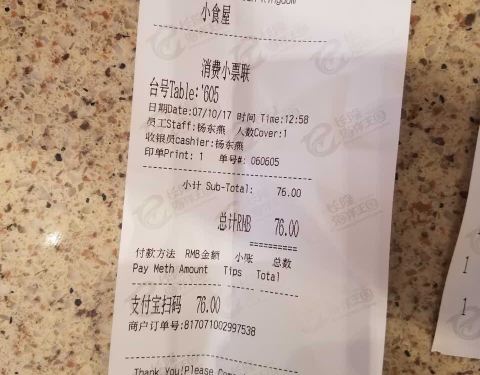 Kingdom
小食屋
消费小票联
台号Table:'605
日期Date:07/10/17 时间 Time:12:58
员工Staff:杨东燕 人数Cover:1
收银员cashier:杨东燕
印单Print: 1 单号#: 060605
小计 Sub-Total: 76.00
总计RMB 76.00
付款方法 RMB金额 小账 总数
Pay Meth Amount Tips Total
支付宝扫码 76.00
商户订单号:817071002997538
Thank You!Please
1
1